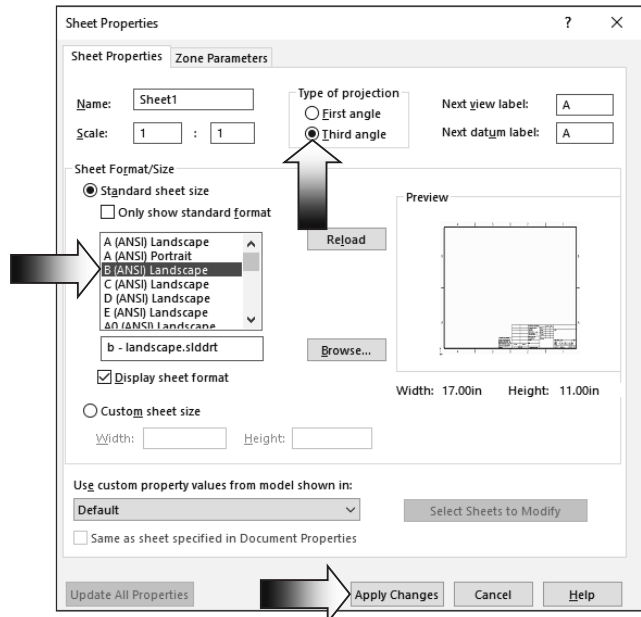 Sheet Properties ? ×
Sheet Properties Zone Parameters
Name: Sheet1
Scale: 1 : 1
Type of projection
First angle
Third angle
Next view label: A
Next datum label: A
Sheet Format/Size
Standard sheet size
Only show standard format
A (ANSI) Landscape
A (ANSI) Portrait
B (ANSI) Landscape
C (ANSI) Landscape
D (ANSI) Landscape
E (ANSI) Landscape
A0 (ANSI) Landscape
b - landscape.slddrt
Display sheet format
Reload
Browse...
Preview
Width: 17.00in Height: 11.00in
Custom sheet size
Width: Height:
Use custom property values from model shown in:
Default
Select Sheets to Modify
Same as sheet specified in Document Properties
Update All Properties Apply Changes Cancel Help